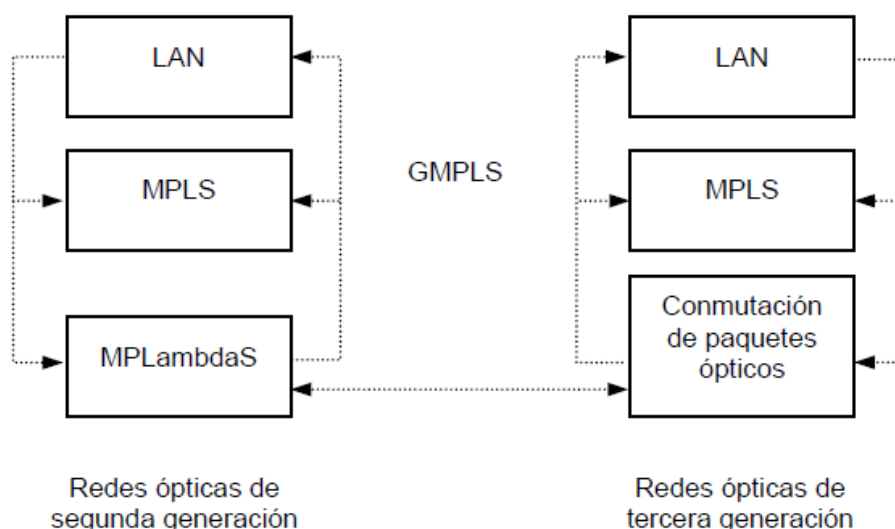 LAN
MPLS
MPLambdaS
Redes ópticas de
segunda generación
GMPLS
LAN
MPLS
Conmutación
de paquetes
ópticos
Redes ópticas de
tercera generación